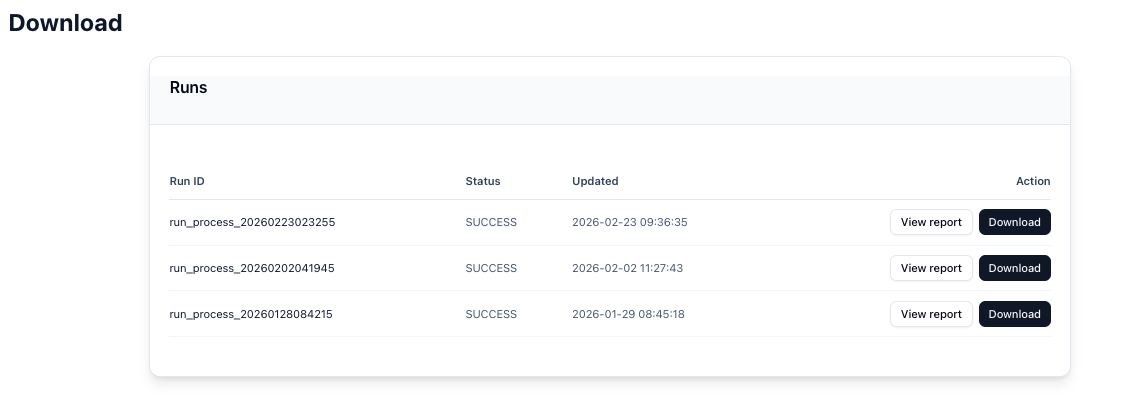 Download
Runs
Run ID Status Updated Action
run_process_20260223023255 SUCCESS 2026-02-23 09:36:35 View report Download
run_process_20260202041945 SUCCESS 2026-02-02 11:27:43 View report Download
run_process_20260128084215 SUCCESS 2026-01-29 08:45:18 View report Download